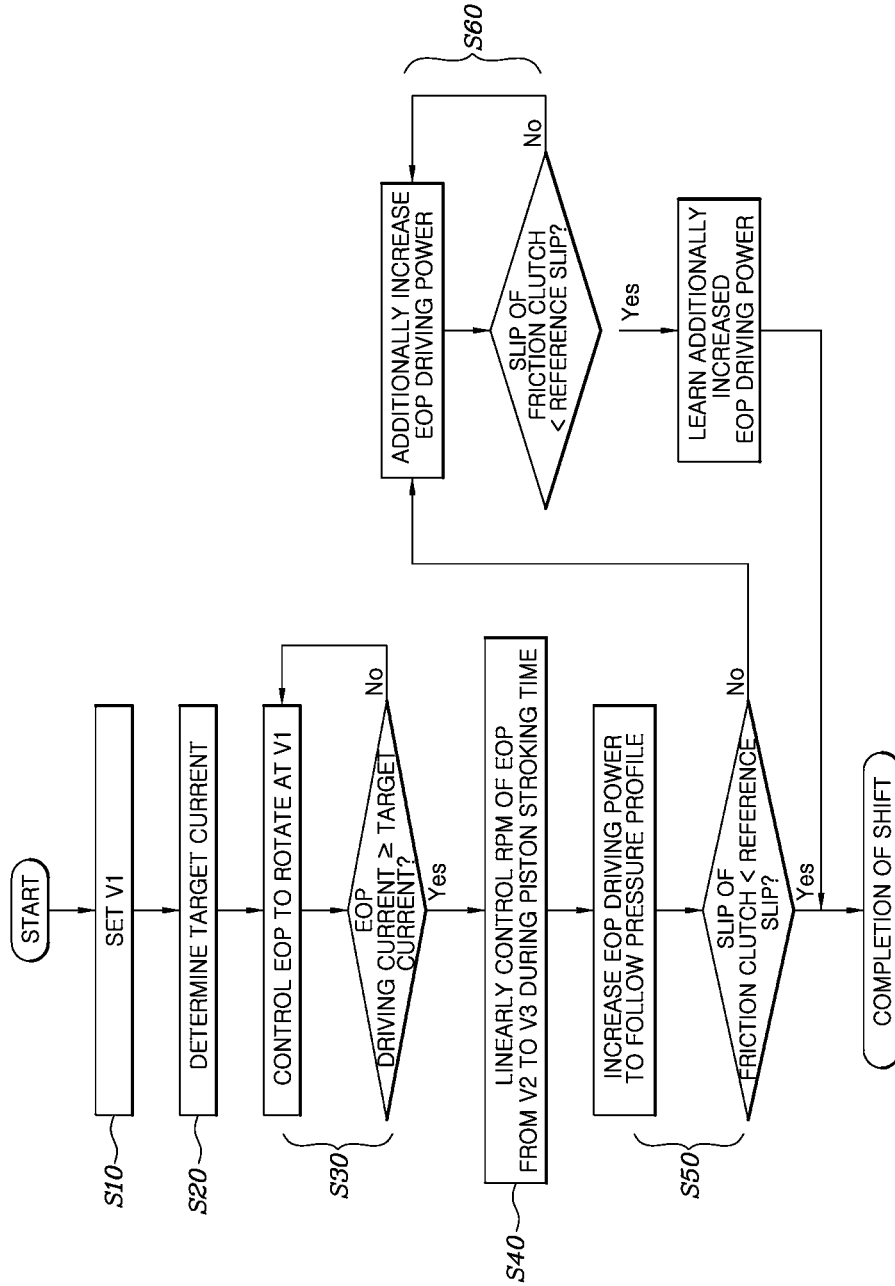 START
S10
SET V1
S20
DETERMINE TARGET CURRENT
S30
CONTROL EOP TO ROTATE AT V1
EOP
DRIVING CURRENT ≥ TARGET
CURRENT?
No
Yes
S40
LINEARLY CONTROL RPM OF EOP
FROM V2 TO V3 DURING PISTON STROKING TIME
S50
INCREASE EOP DRIVING POWER
TO FOLLOW PRESSURE PROFILE
SLIP OF
FRICTION CLUTCH < REFERENCE
SLIP?
No
Yes
S60
ADDITIONALLY INCREASE
EOP DRIVING POWER
SLIP OF
FRICTION CLUTCH
< REFERENCE SLIP?
No
Yes
LEARN ADDITIONALLY
INCREASED
EOP DRIVING POWER
COMPLETION OF SHIFT